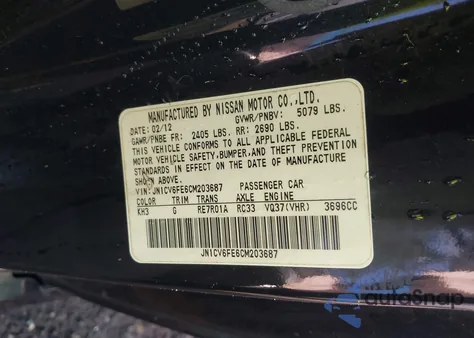 MANUFACTURED BY NISSAN MOTOR CO.,LTD.
DATE: 02/12 GVWR/PNBV: 5079 LBS.
GAWR/PNBE FR: 2405 LBS. RR: 2690 LBS.
THIS VEHICLE CONFORMS TO ALL APPLICABLE FEDERAL
MOTOR VEHICLE SAFETY,BUMPER,AND THEFT PREVENTION
STANDARDS IN EFFECT ON THE DATE OF MANUFACTURE
SHOWN ABOVE.
VIN: JN1CV6FE6CM203687 PASSENGER CAR
COLOR TRIM TRANS AXLE ENGINE
KH3 G RE7R01A RC33 VQ37(VHR) 3696CC
JN1CV6FE6CM203687
autoSnap